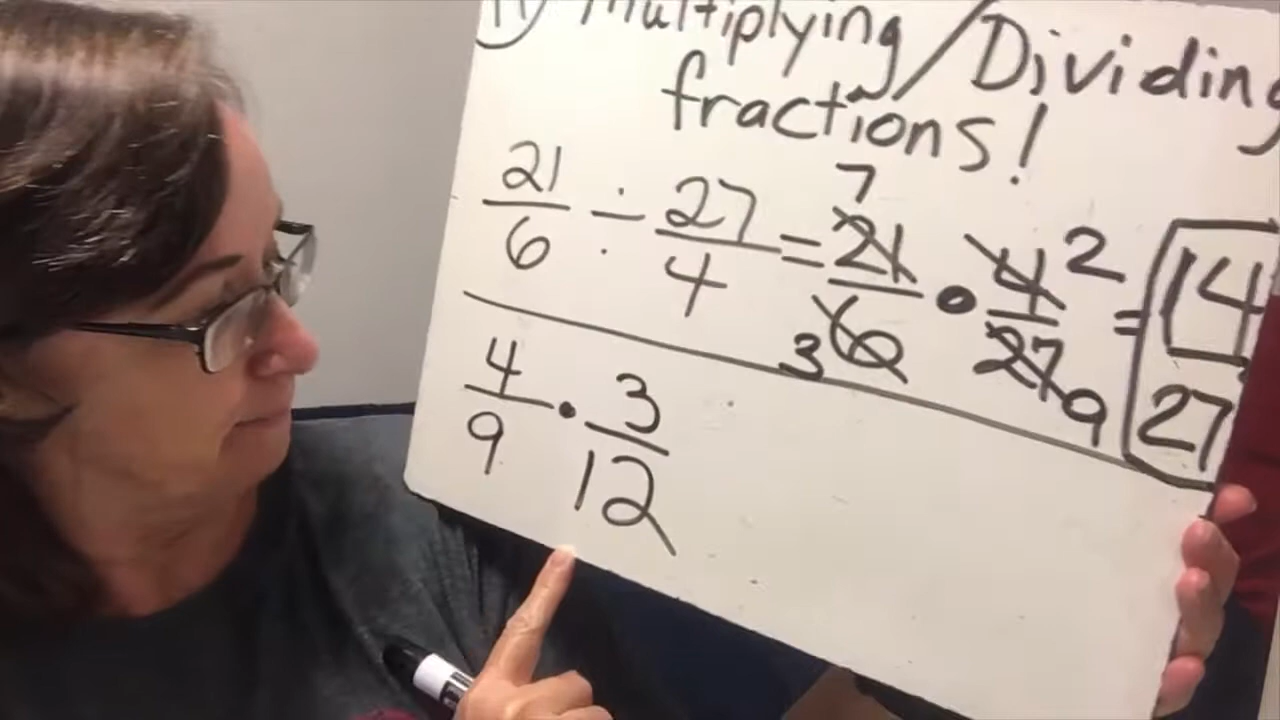 Multiplying/Dividing
fractions!
21/6 ÷ 27/4 = 7 21/6 3 • 4 2/27 9 = 14/27
4/9 • 3/12